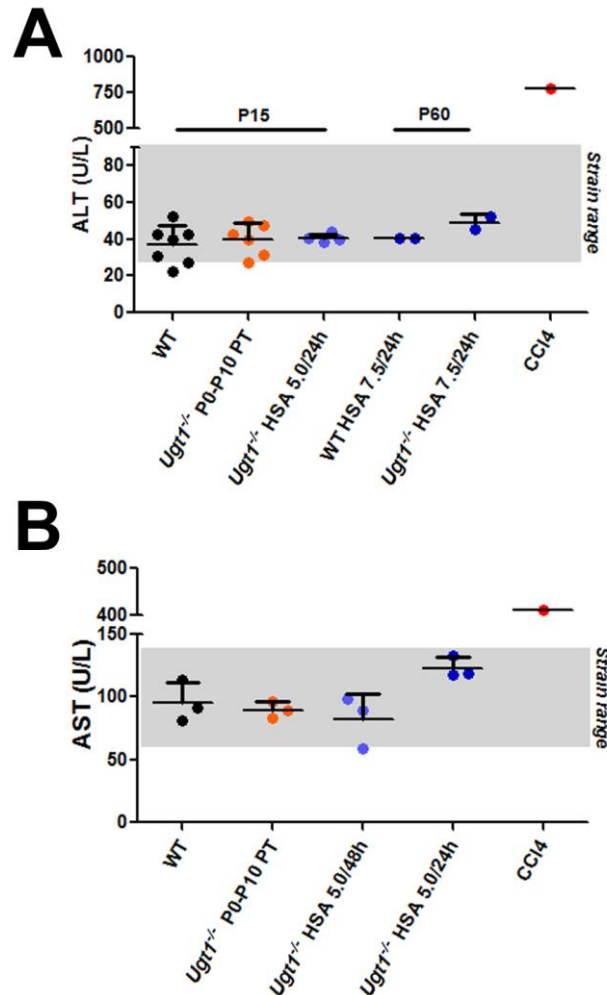 A
1000
750
500
P15
P60
80
60
40
20
0
ALT (U/L)
Strain range
WT
Ugt1-/- P0-P10 PT
Ugt1-/- HSA 5.0/24h
WT HSA 7.5/24h
Ugt1-/- HSA 7.5/24h
CCl4
B
500
400
150
100
50
0
AST (U/L)
Strain range
WT
Ugt1-/- P0-P10 PT
Ugt1-/- HSA 5.0/48h
Ugt1-/- HSA 5.0/24h
CCl4